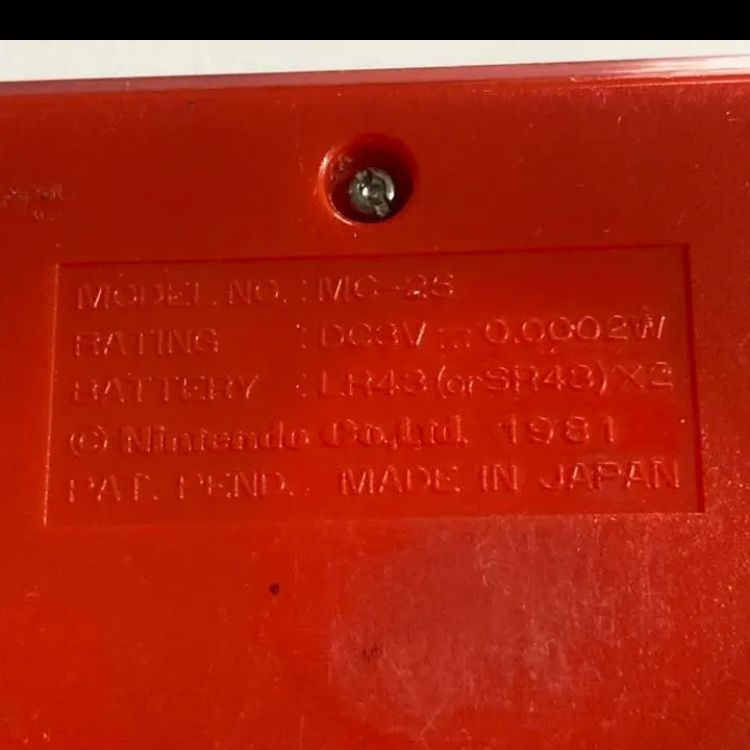 MODEL NO. : MC-25
RATING : DC3V ⎓ 0.0002W
BATTERY : LR43 (or SR43) X2
© Nintendo Co., Ltd. 1981
PAT. PEND. MADE IN JAPAN